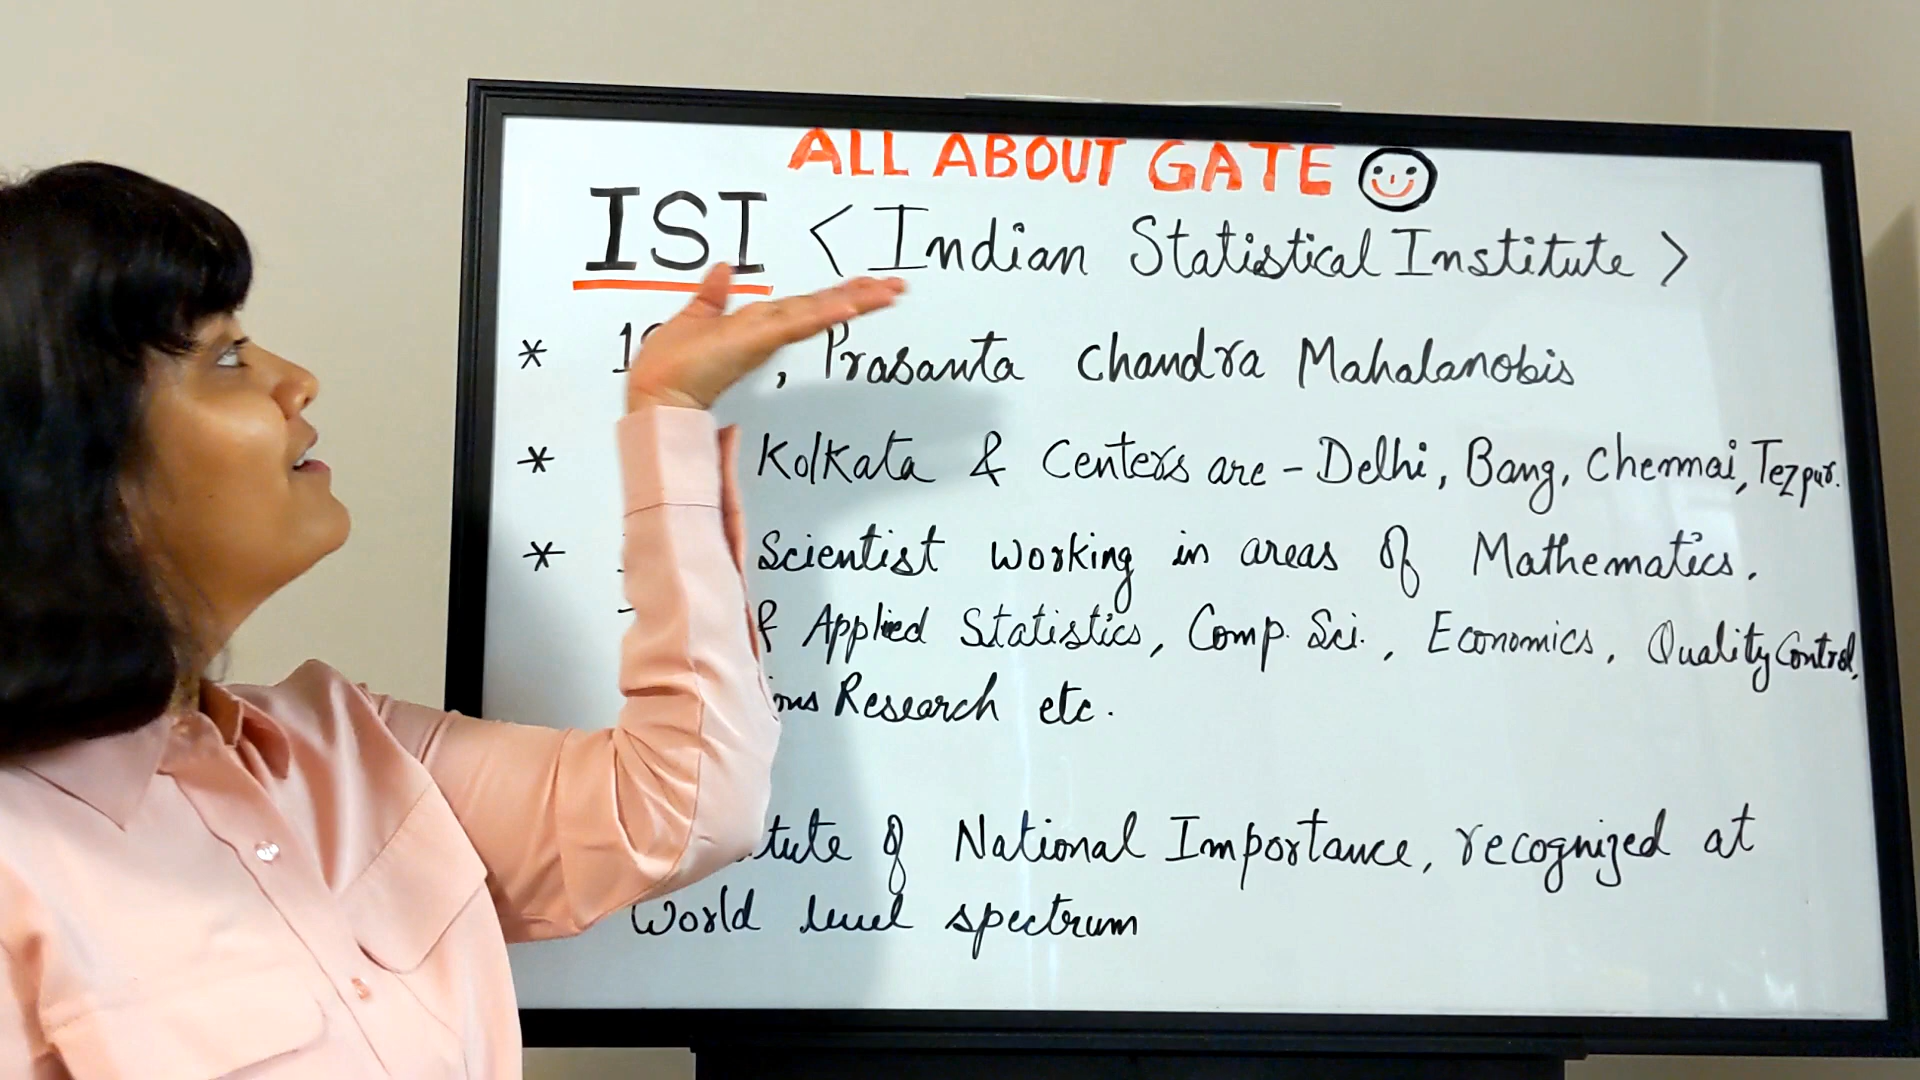 ALL ABOUT GATE
ISI < Indian Statistical Institute >
* , Prasanta Chandra Mahalanobis
* Kolkata & Centers are - Delhi, Bang, Chennai, Tezpur.
* Scientist working in areas of Mathematics.
Applied Statistics, Comp. Sci., Economics, Quality Control,
Research etc.
of National Importance, recognized at
World level spectrum